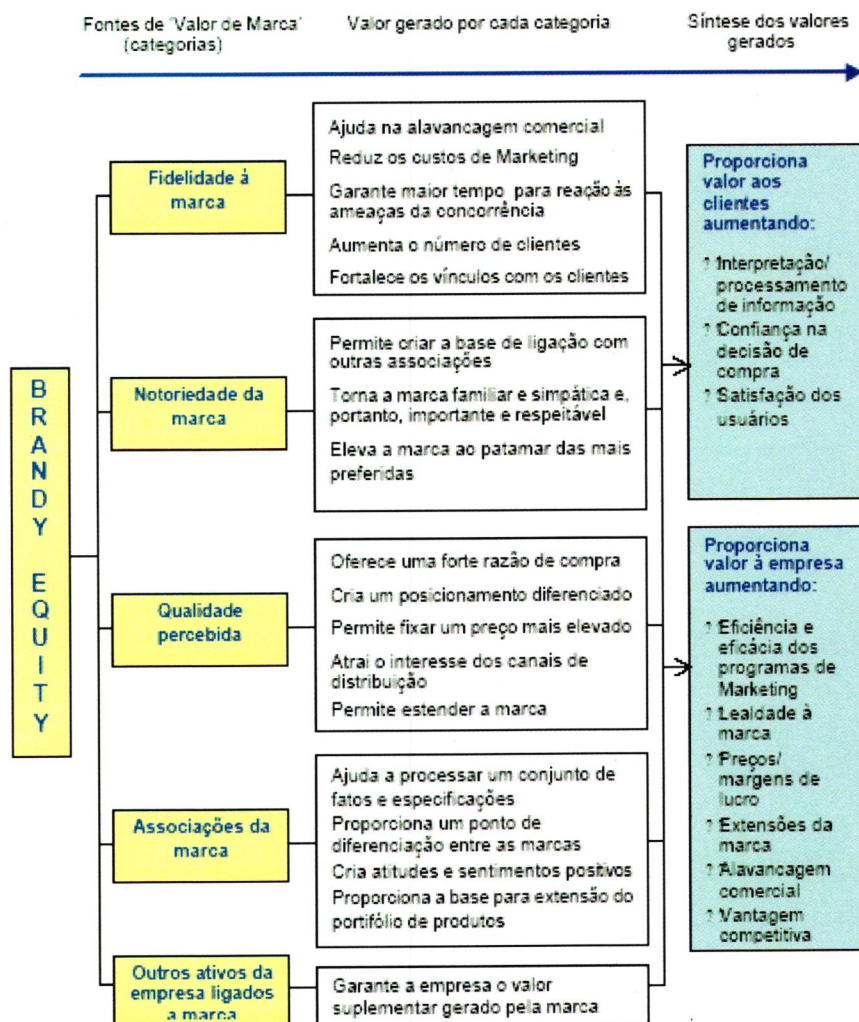 Fontes de 'Valor de Marca'
(categorias)
Valor gerado por cada categoria
Síntese dos valores
gerados
BRANDY EQUITY
Fidelidade à
marca
Ajuda na alavancagem comercial
Reduz os custos de Marketing
Garante maior tempo para reação às
ameaças da concorrência
Aumenta o número de clientes
Fortalece os vínculos com os clientes
Notoriedade da
marca
Permite criar a base de ligação com
outras associações
Torna a marca familiar e simpática e,
portanto, importante e respeitável
Eleva a marca ao patamar das mais
preferidas
Qualidade
percebida
Oferece uma forte razão de compra
Cria um posicionamento diferenciado
Permite fixar um preço mais elevado
Atrai o interesse dos canais de
distribuição
Permite estender a marca
Associações da
marca
Ajuda a processar um conjunto de
fatos e especificações
Proporciona um ponto de
diferenciação entre as marcas
Cria atitudes e sentimentos positivos
Proporciona a base para extensão do
portifólio de produtos
Outros ativos da
empresa ligados
a marca
Garante a empresa o valor
suplementar gerado pela marca
Proporciona
valor aos
clientes
aumentando:
? Interpretação/
processamento
de informação
? Confiança na
decisão de
compra
? Satisfação dos
usuários
Proporciona
valor à empresa
aumentando:
? Eficiência e
eficácia dos
programas de
Marketing
? Lealdade à
marca
? Preços/
margens de
lucro
? Extensões da
marca
? Alavancagem
comercial
? Vantagem
competitiva